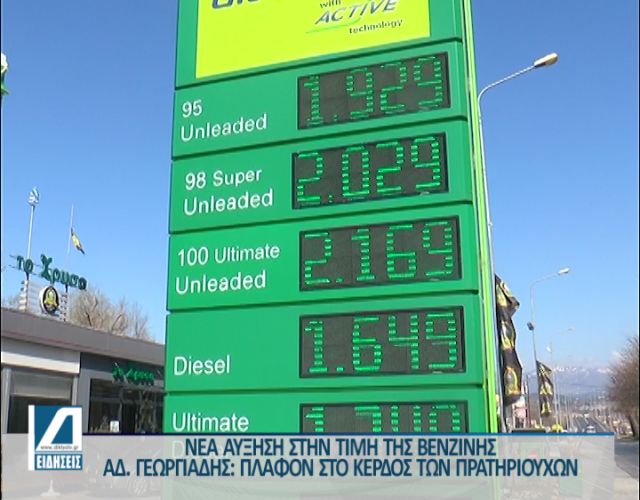 with
ACTIVE
technology
95
Unleaded
1.929
98 Super
Unleaded
2.029
100 Ultimate
Unleaded
2.169
Diesel
1.649
Ultimate
το Χρυσό
ΕΙΔΗΣΕΙΣ
ΝΕΑ ΑΥΞΗΣΗ ΣΤΗΝ ΤΙΜΗ ΤΗΣ ΒΕΝΖΙΝΗΣ
ΑΔ. ΓΕΩΡΓΙΑΔΗΣ: ΠΛΑΦΟΝ ΣΤΟ ΚΕΡΔΟΣ ΤΩΝ ΠΡΑΤΗΡΙΟΥΧΩΝ